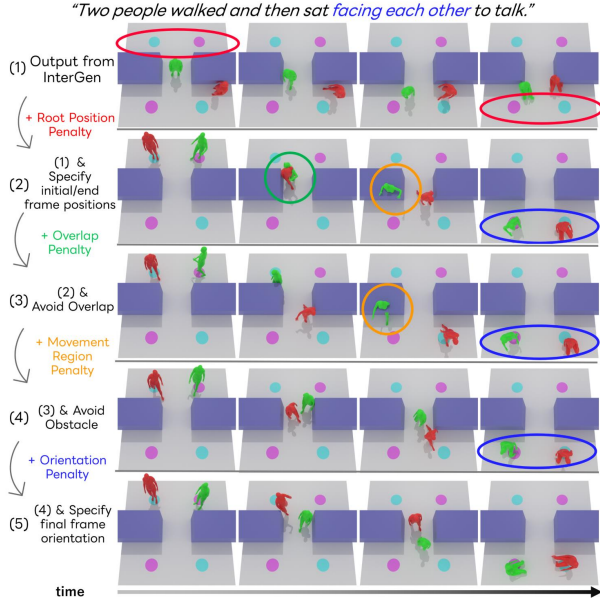 "Two people walked and then sat facing each other to talk."
(1) Output from
InterGen
+ Root Position
Penalty
(2)
(1) &
Specify
initial/end
frame positions
+ Overlap
Penalty
(3)
(2) &
Avoid Overlap
+ Movement
Region
Penalty
(4)
(3) & Avoid
Obstacle
+ Orientation
Penalty
(5)
(4) & Specify
final frame
orientation
time